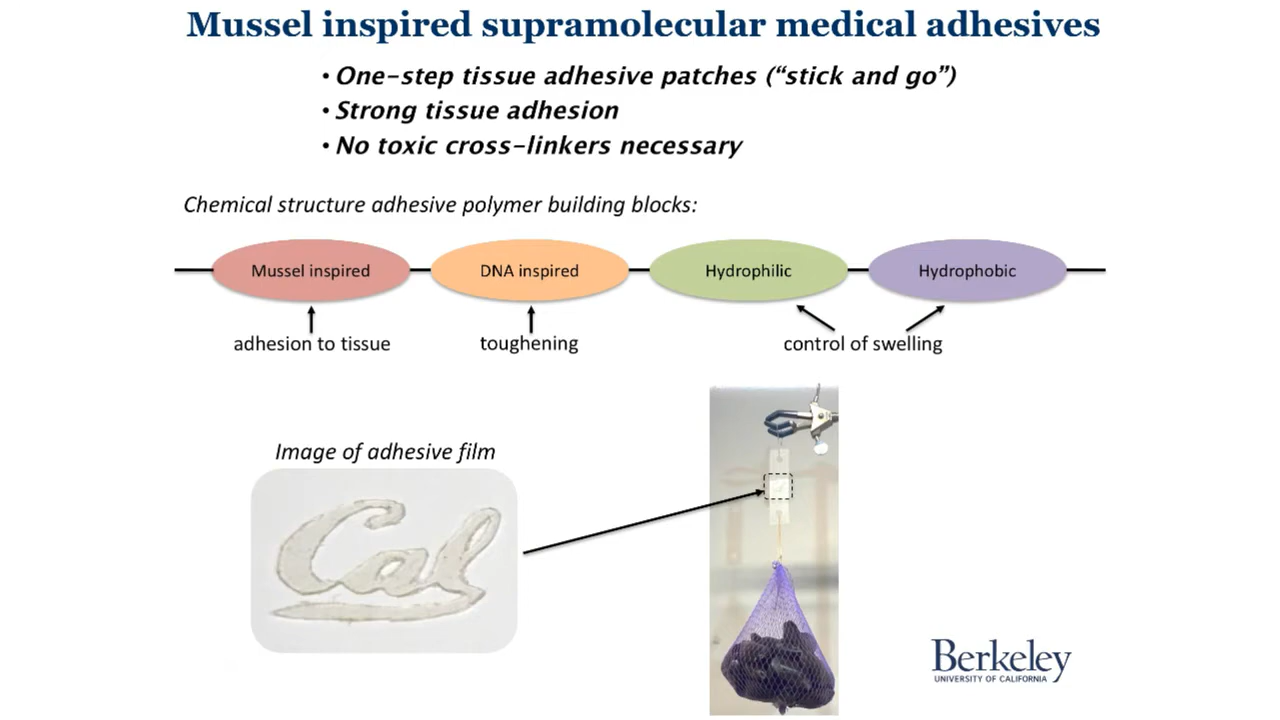 Mussel inspired supramolecular medical adhesives
• One-step tissue adhesive patches (“stick and go”)
• Strong tissue adhesion
• No toxic cross-linkers necessary
Chemical structure adhesive polymer building blocks:
Mussel inspired
DNA inspired
Hydrophilic
Hydrophobic
adhesion to tissue
toughening
control of swelling
Image of adhesive film
Cal
Berkeley
UNIVERSITY OF CALIFORNIA